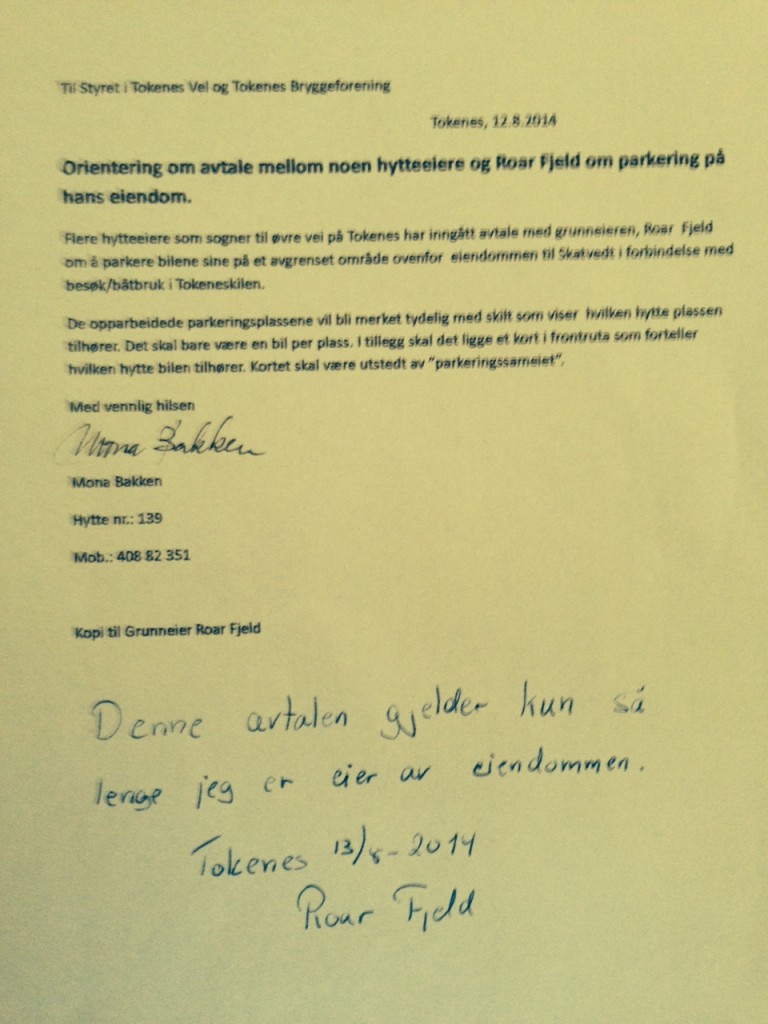 Til Styret i Tokenes Vel og Tokenes Bryggeforening
Tokenes, 12.8.2014
Orientering om avtale mellom noen hytteeiere og Roar Fjeld om parkering på
hans eiendom.
Flere hytteeiere som sogner til øvre vei på Tokenes har inngått avtale med grunneieren, Roar Fjeld
om å parkere bilene sine på et avgrenset område ovenfor eiendommen til Skatvedt i forbindelse med
besøk/båtbruk i Tokeneskilen.
De opparbeidede parkeringsplassene vil bli merket tydelig med skilt som viser hvilken hytte plassen
tilhører. Det skal bare være en bil per plass. I tillegg skal det ligge et kort i frontruta som forteller
hvilken hytte bilen tilhører. Kortet skal være utstedt av "parkeringssameiet".
Med vennlig hilsen
Mona Bakken
Mona Bakken
Hytte nr.: 139
Mob.: 408 82 351
Kopi til Grunneier Roar Fjeld
Denne avtalen gjelder kun så
lenge jeg er eier av eiendommen.
Tokenes 13/8-2014
Roar Fjeld